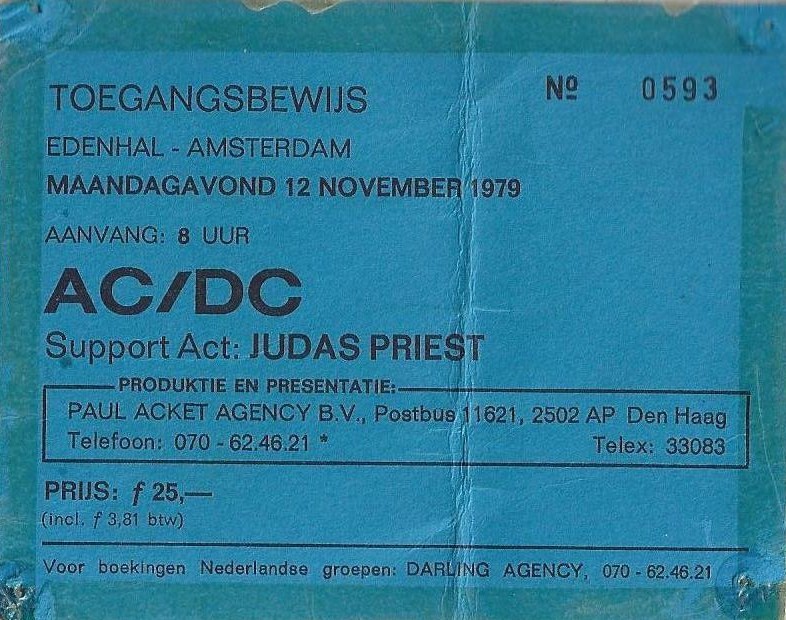 TOEGANGSBEWIJS Nº 0593
EDENHAL - AMSTERDAM
MAANDAGAVOND 12 NOVEMBER 1979
AANVANG: 8 UUR
AC/DC
Support Act: JUDAS PRIEST
PRODUKTIE EN PRESENTATIE:
PAUL ACKET AGENCY B.V., Postbus 11621, 2502 AP Den Haag
Telefoon: 070 - 62.46.21 * Telex: 33083
PRIJS: ƒ 25,—
(incl. ƒ 3,81 btw)
Voor boekingen Nederlandse groepen: DARLING AGENCY, 070 - 62.46.21